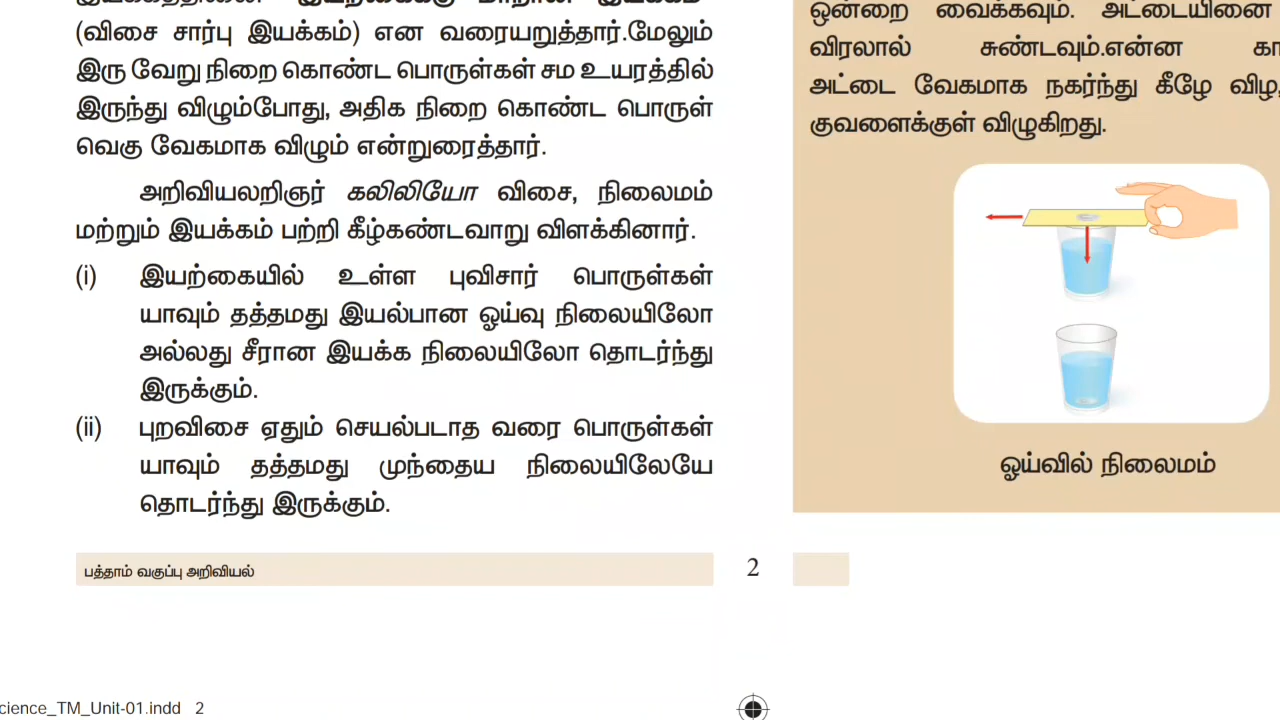 (விசை சார்பு இயக்கம்) என வரையறுத்தார்.மேலும்
இரு வேறு நிறை கொண்ட பொருள்கள் சம உயரத்தில்
இருந்து விழும்போது, அதிக நிறை கொண்ட பொருள்
வெகு வேகமாக விழும் என்றுரைத்தார்.
அறிவியலறிஞர் கலிலியோ விசை, நிலைமம்
மற்றும் இயக்கம் பற்றி கீழ்கண்டவாறு விளக்கினார்.
(i) இயற்கையில் உள்ள புவிசார் பொருள்கள்
யாவும் தத்தமது இயல்பான ஓய்வு நிலையிலோ
அல்லது சீரான இயக்க நிலையிலோ தொடர்ந்து
இருக்கும்.
(ii) புறவிசை ஏதும் செயல்படாத வரை பொருள்கள்
யாவும் தத்தமது முந்தைய நிலையிலேயே
தொடர்ந்து இருக்கும்.
ஒன்றை வைக்கவும். அட்டையினை
விரலால் சுண்டவும்.என்ன கா
அட்டை வேகமாக நகர்ந்து கீழே விழ,
குவளைக்குள் விழுகிறது.
ஓய்வில் நிலைமம்
பத்தாம் வகுப்பு அறிவியல்
2
cience_TM_Unit-01.indd 2